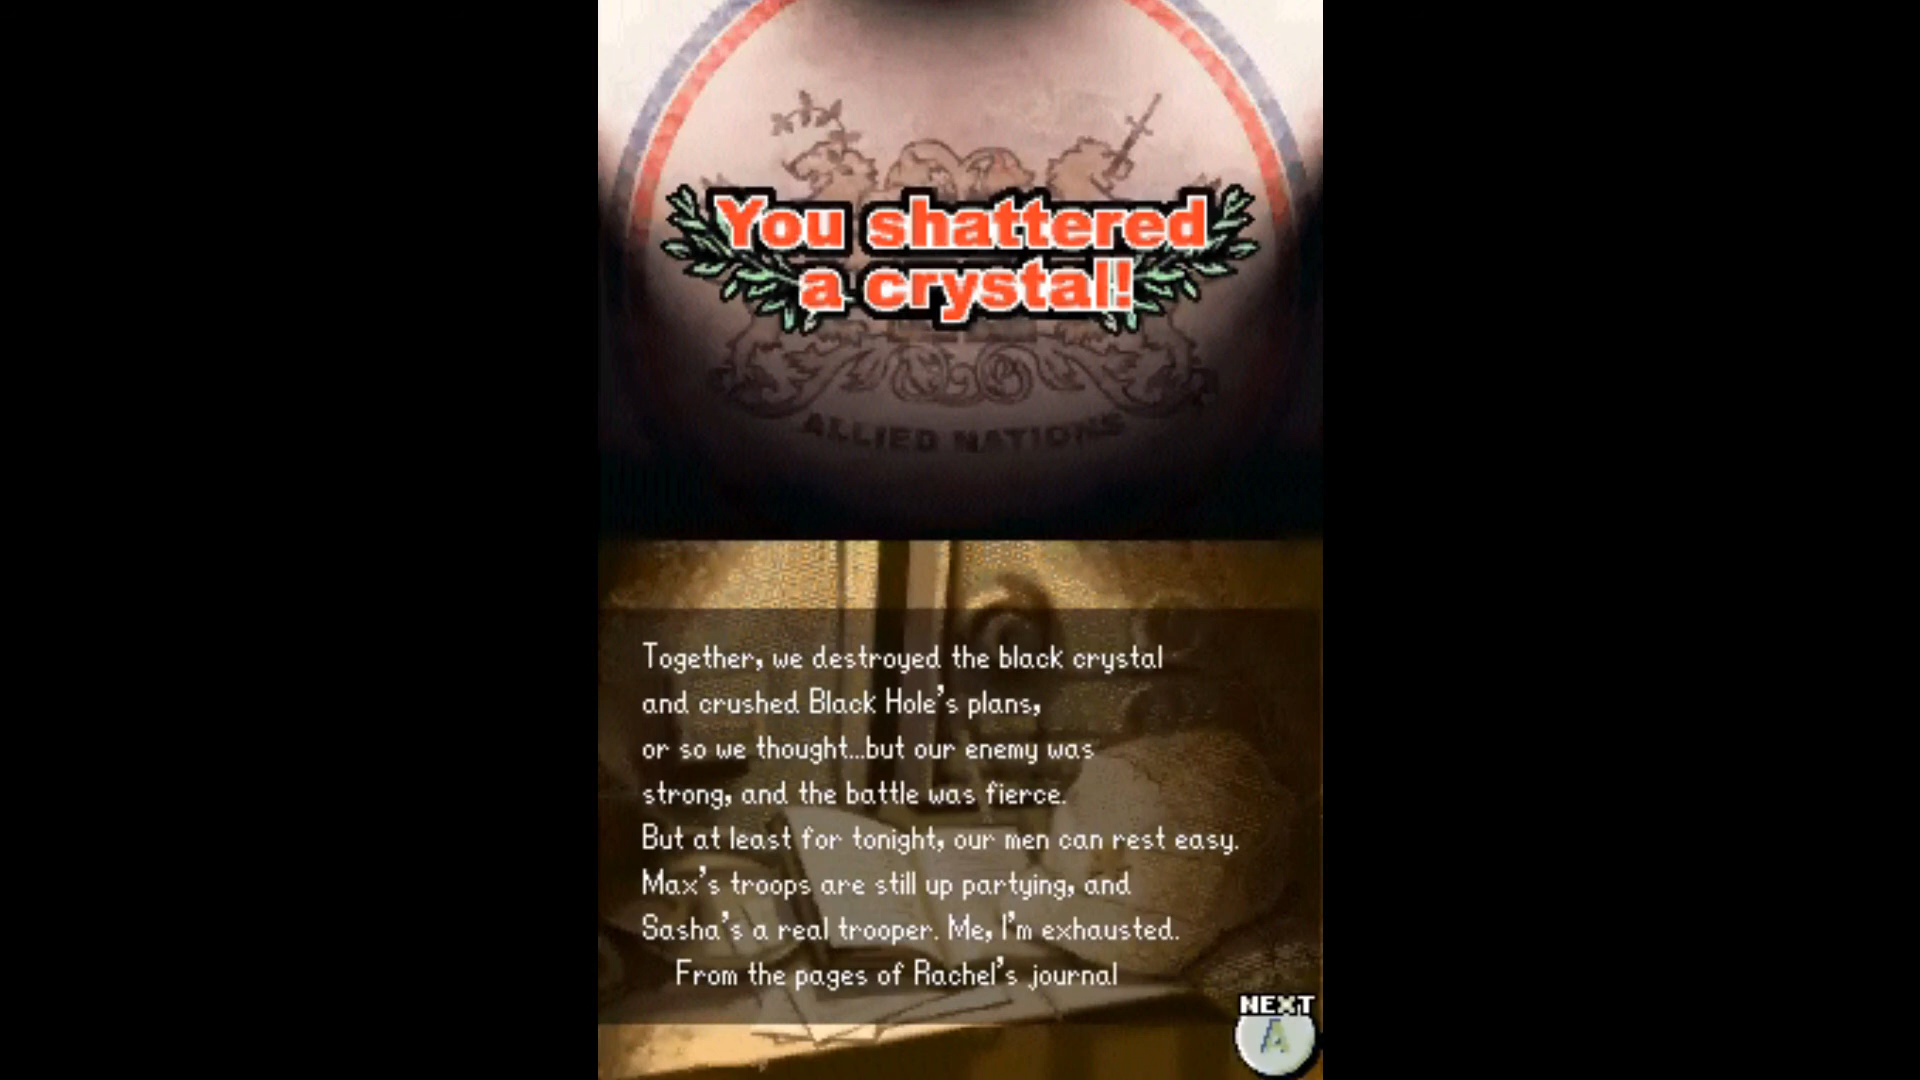 You shattered
a crystal!
ALLIED NATIONS
Together, we destroyed the black crystal
and crushed Black Hole's plans,
or so we thought...but our enemy was
strong, and the battle was fierce.
But at least for tonight, our men can rest easy.
Max's troops are still up partying, and
Sasha's a real trooper. Me, I'm exhausted.
From the pages of Rachel's journal
NEXT
A